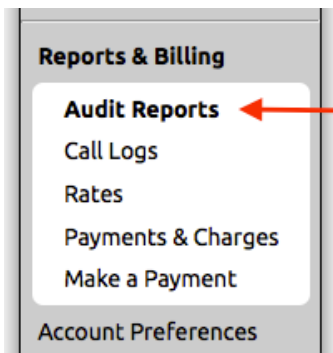 Reports & Billing
Audit Reports
Call Logs
Rates
Payments & Charges
Make a Payment
Account Preferences